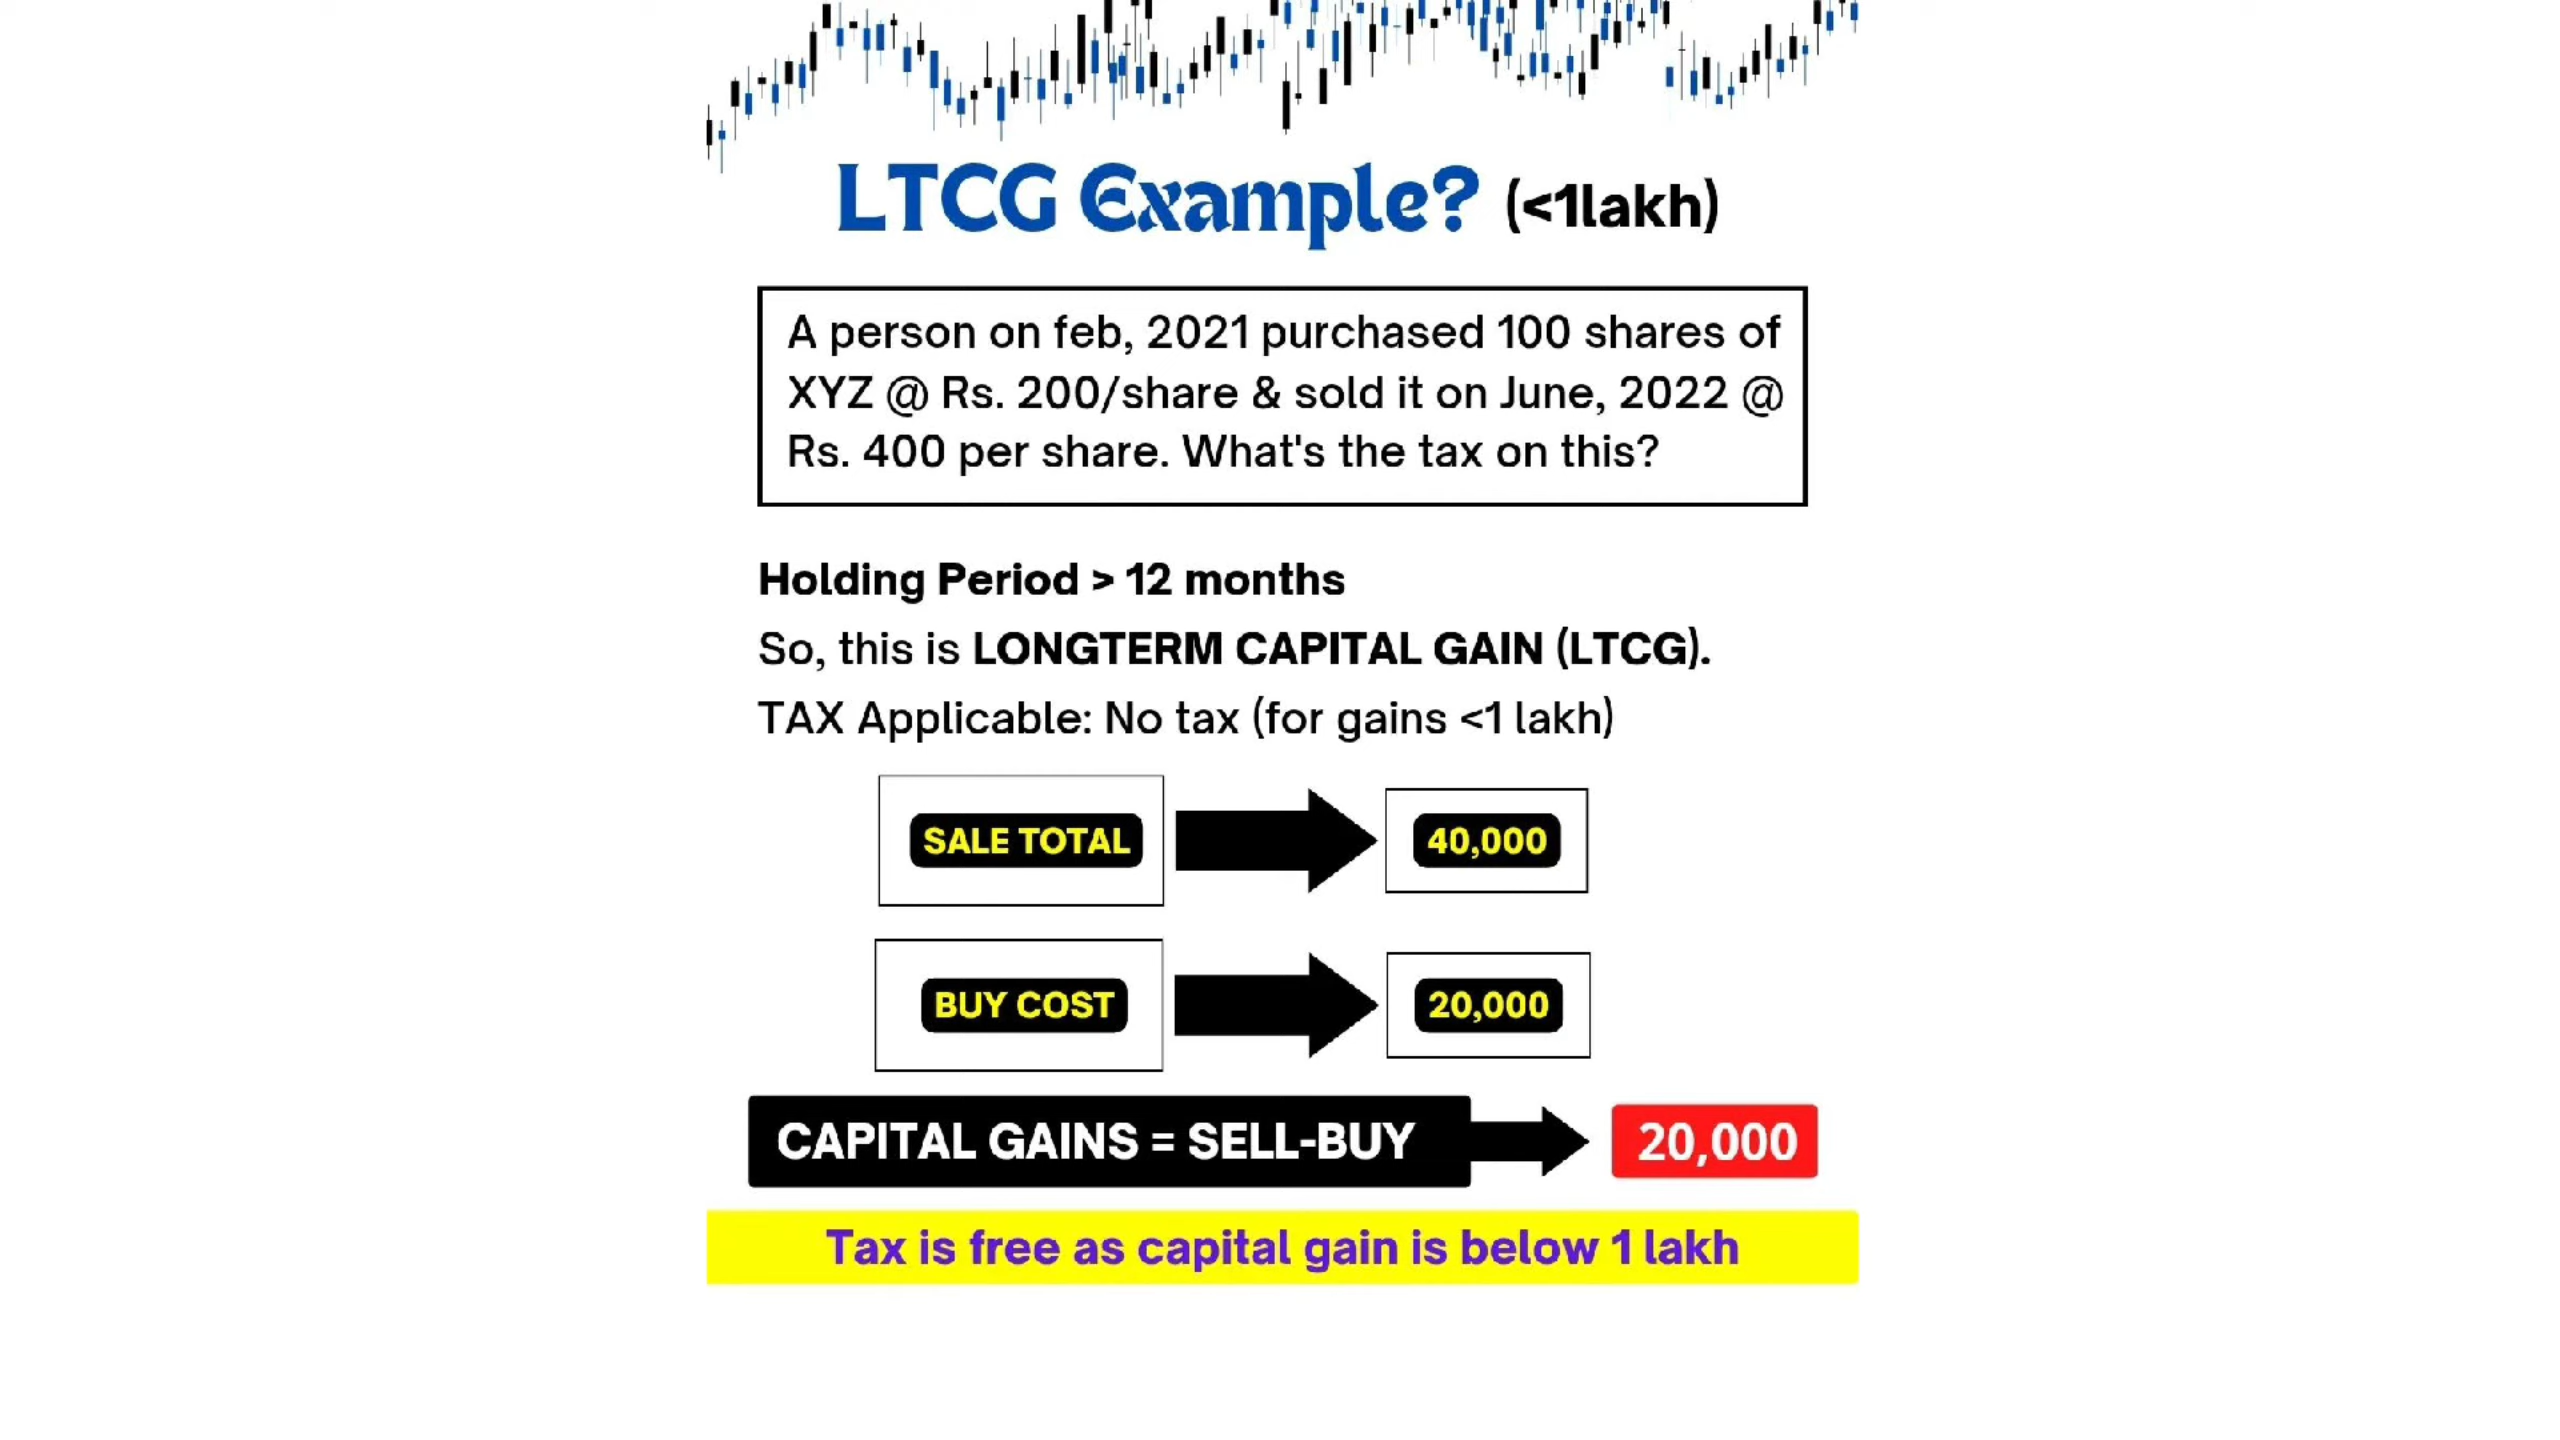 LTCG Example? (<1lakh)
A person on feb, 2021 purchased 100 shares of
XYZ @ Rs. 200/share & sold it on June, 2022 @
Rs. 400 per share. What's the tax on this?
Holding Period > 12 months
So, this is LONGTERM CAPITAL GAIN (LTCG).
TAX Applicable: No tax (for gains <1 lakh)
SALE TOTAL 40,000
BUY COST 20,000
CAPITAL GAINS = SELL-BUY 20,000
Tax is free as capital gain is below 1 lakh